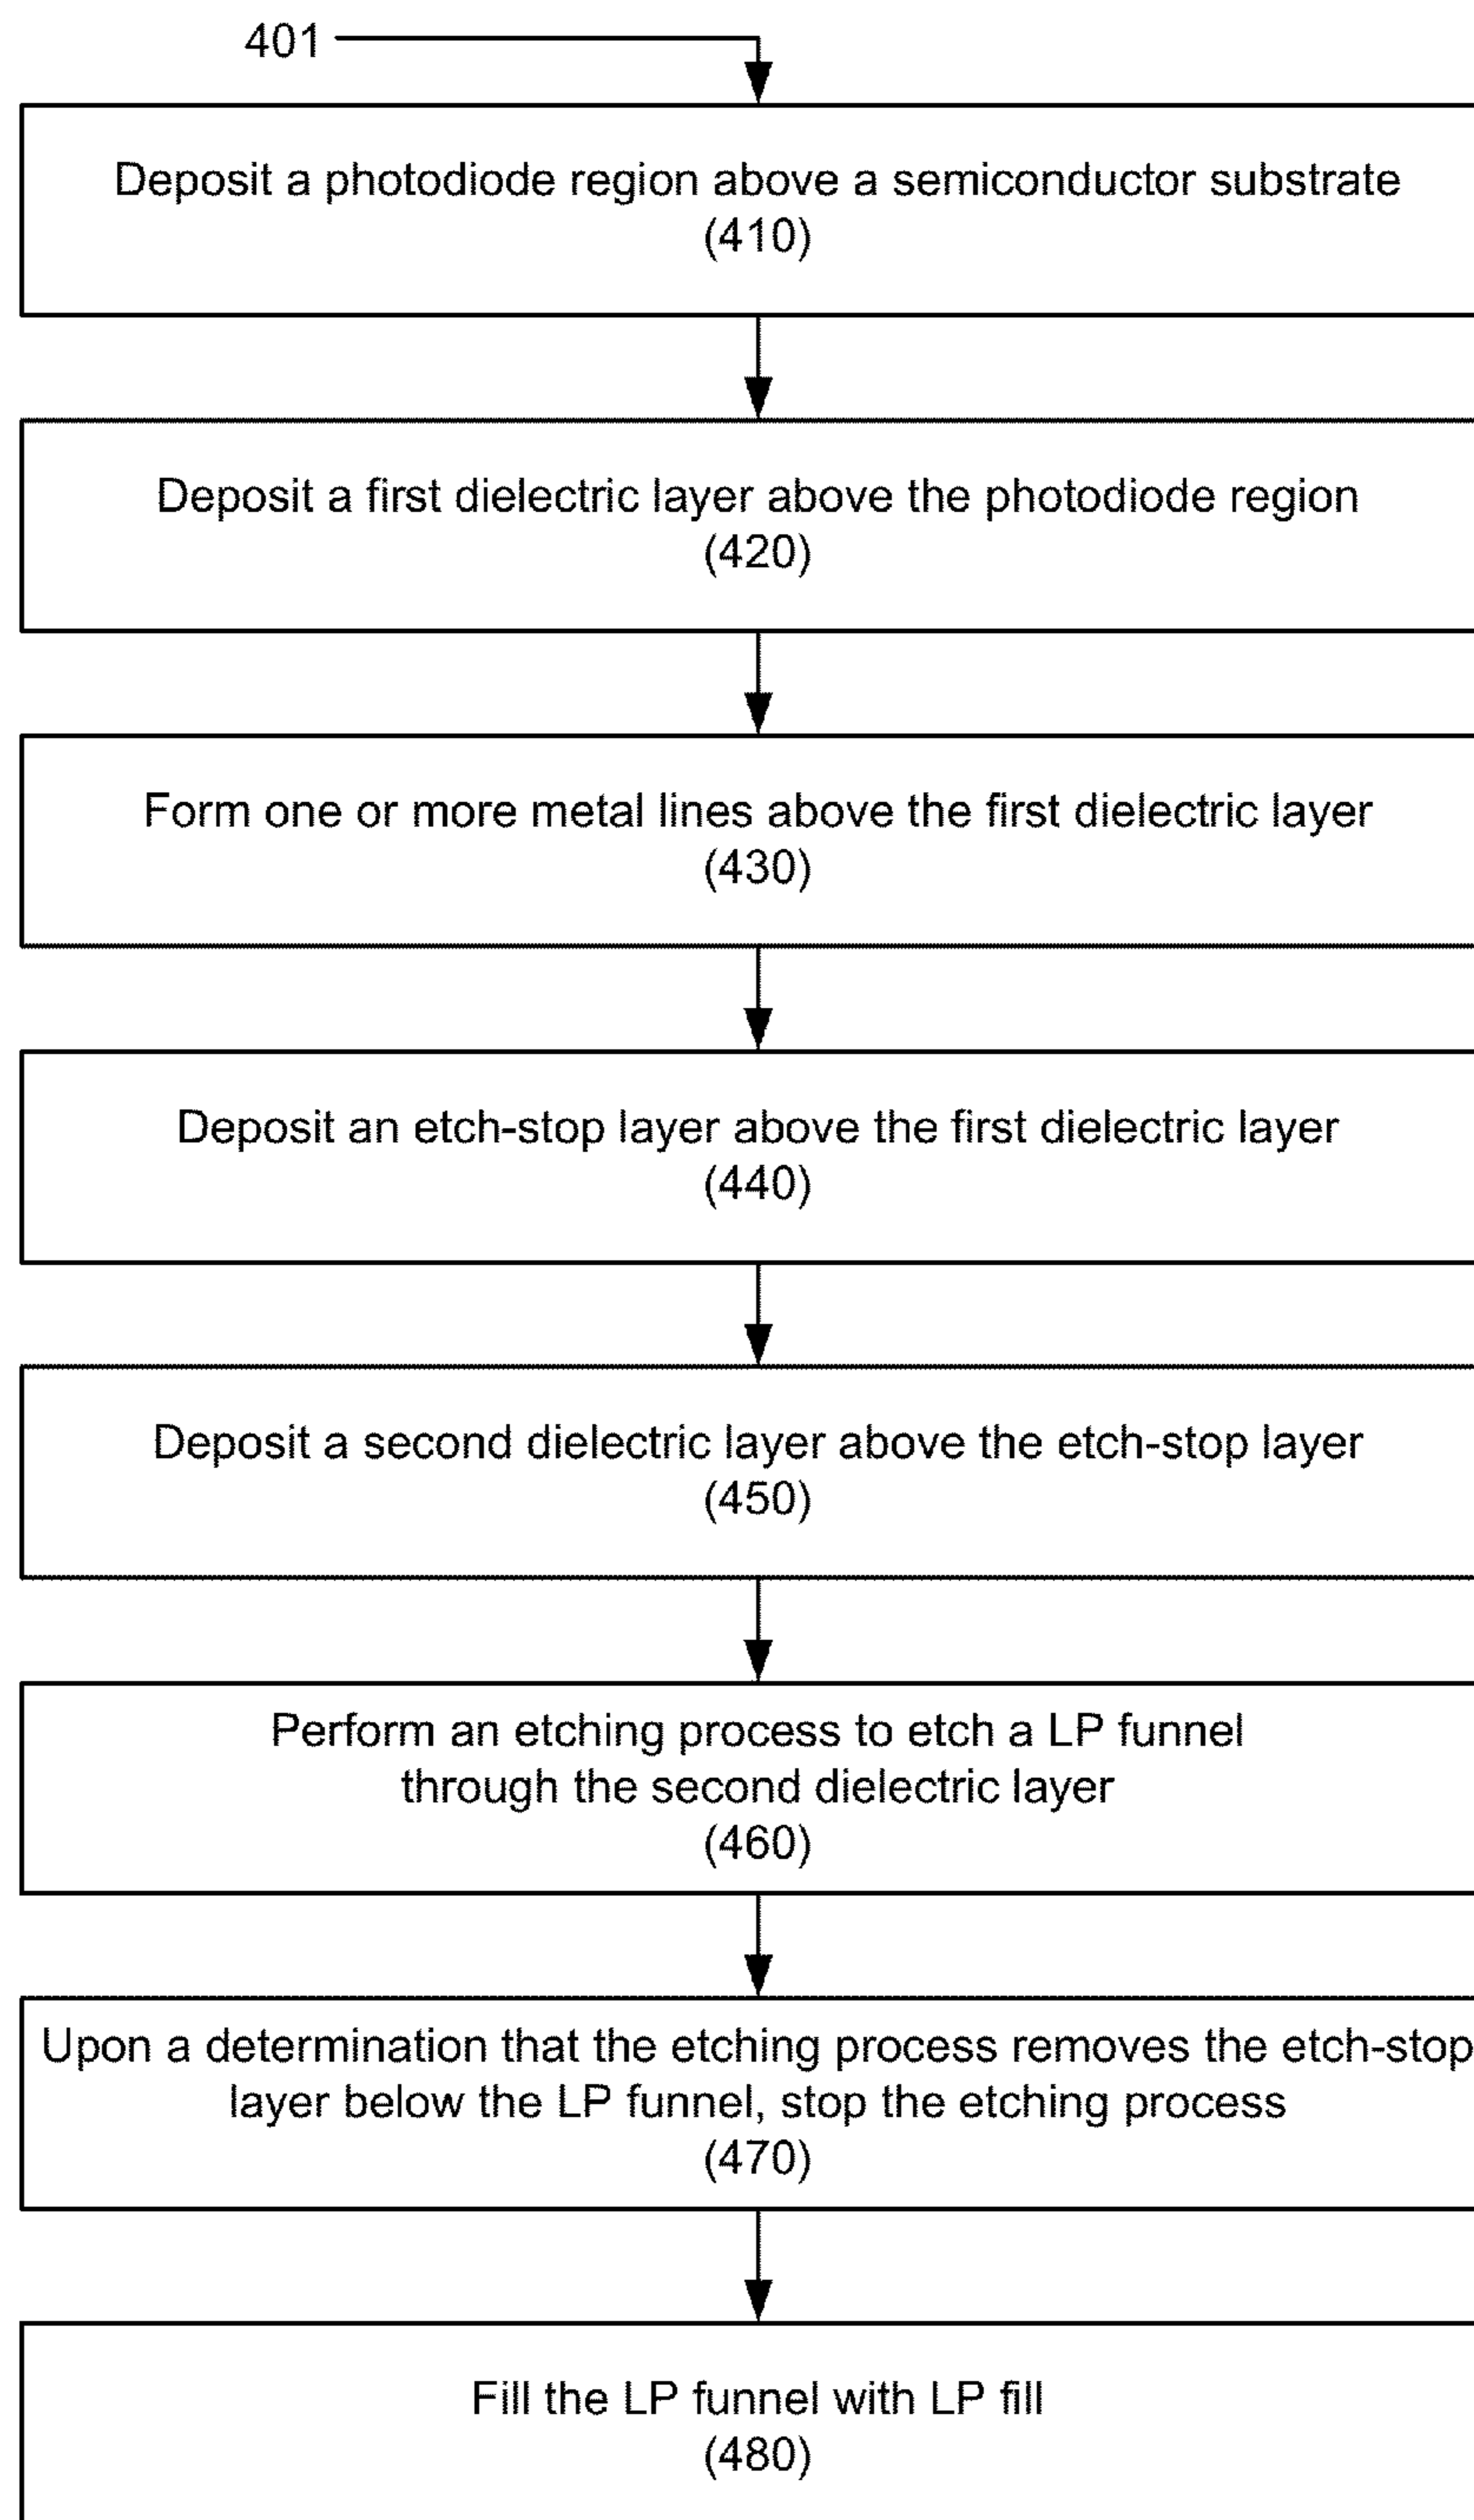 401
Deposit a photodiode region above a semiconductor substrate
(410)
Deposit a first dielectric layer above the photodiode region
(420)
Form one or more metal lines above the first dielectric layer
(430)
Deposit an etch-stop layer above the first dielectric layer
(440)
Deposit a second dielectric layer above the etch-stop layer
(450)
Perform an etching process to etch a LP funnel
through the second dielectric layer
(460)
Upon a determination that the etching process removes the etch-stop
layer below the LP funnel, stop the etching process
(470)
Fill the LP funnel with LP fill
(480)